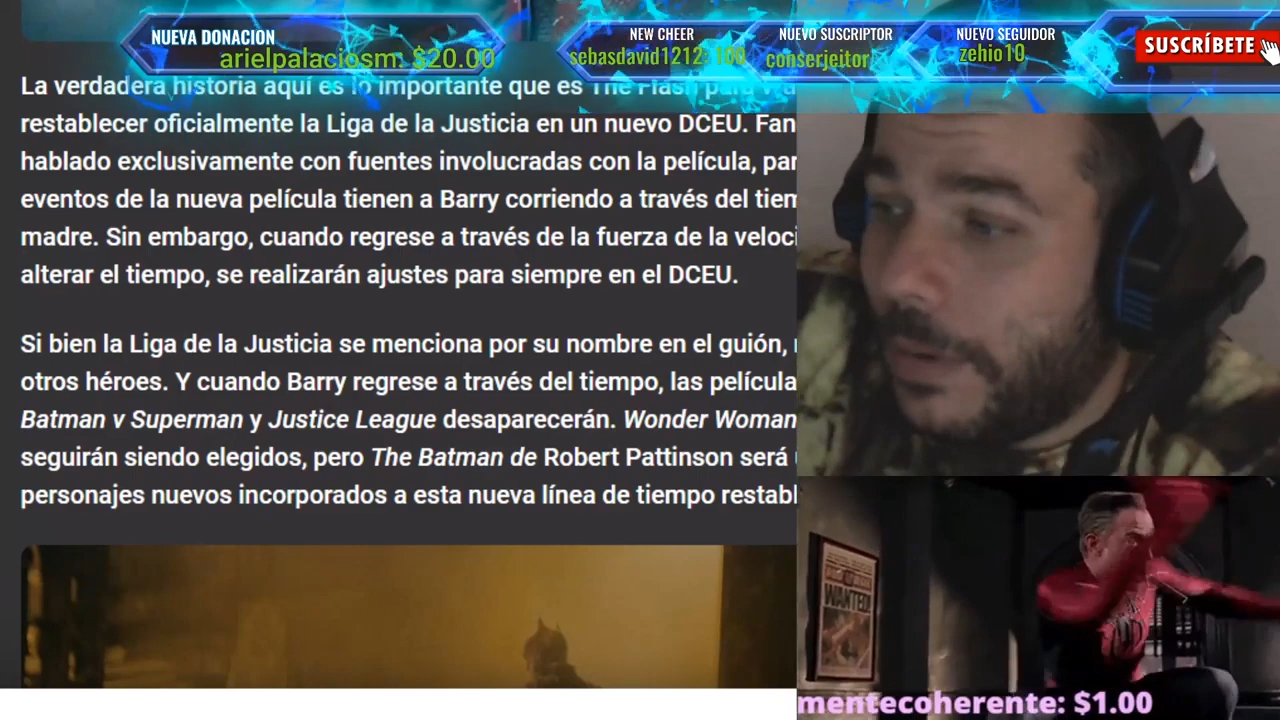 NUEVA DONACION
arielpalaciosm: $20.00
NEW CHEER
sebasdavid1212: 100
NUEVO SUSCRIPTOR
conserjeitor
NUEVO SEGUIDOR
zehio10
SUSCRÍBETE
La verdadera historia aquí es lo importante que es The Flash para
restablecer oficialmente la Liga de la Justicia en un nuevo DCEU.
hablado exclusivamente con fuentes involucradas con la película,
eventos de la nueva película tienen a Barry corriendo a través del
madre. Sin embargo, cuando regrese a través de la fuerza de la
alterar el tiempo, se realizarán ajustes para siempre en el DCEU.
Si bien la Liga de la Justicia se menciona por su nombre en el guión,
otros héroes. Y cuando Barry regrese a través del tiempo, las
Batman v Superman y Justice League desaparecerán. Wonder Woman
seguirán siendo elegidos, pero The Batman de Robert Pattinson será
personajes nuevos incorporados a esta nueva línea de tiempo
WANTED
mentecoherente: $1.00